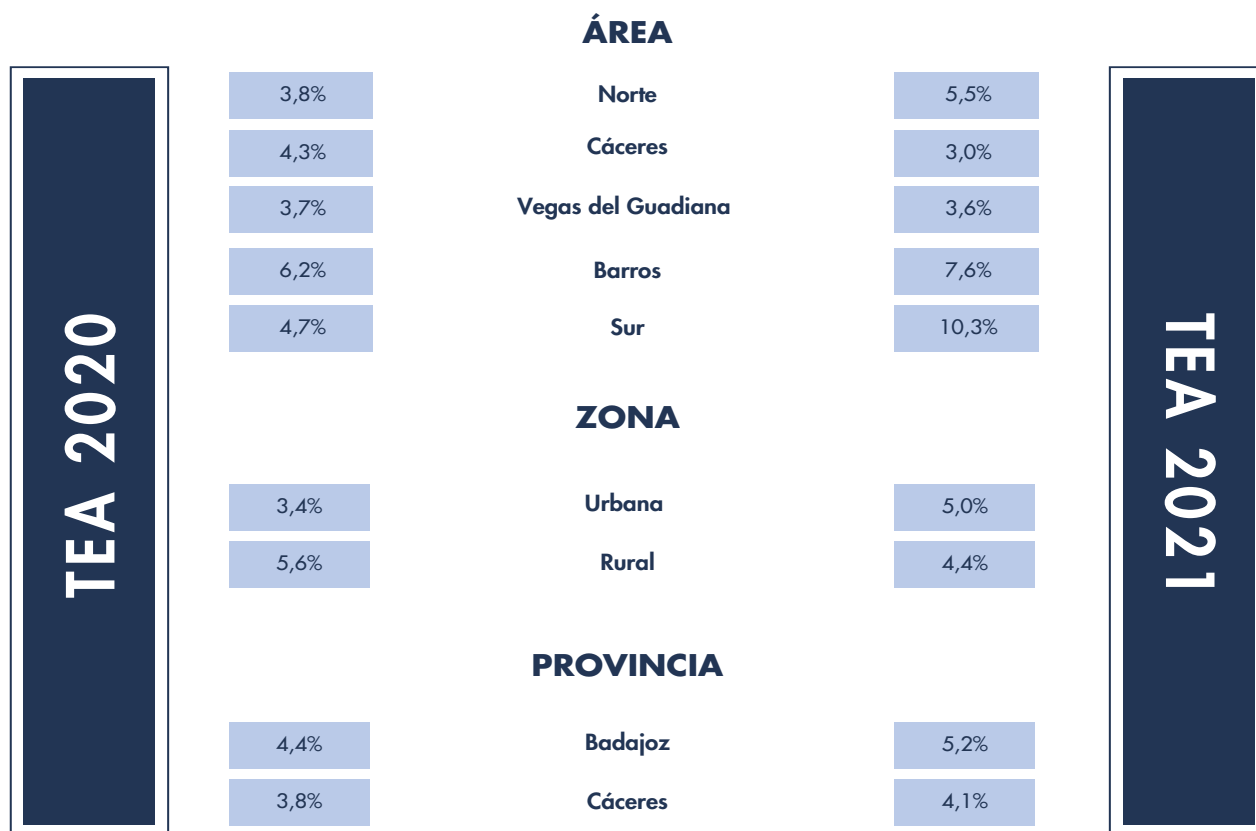 ÁREA
3,8% Norte 5,5%
4,3% Cáceres 3,0%
3,7% Vegas del Guadiana 3,6%
6,2% Barros 7,6%
4,7% Sur 10,3%
TEA 2020
TEA 2021
ZONA
3,4% Urbana 5,0%
5,6% Rural 4,4%
PROVINCIA
4,4% Badajoz 5,2%
3,8% Cáceres 4,1%